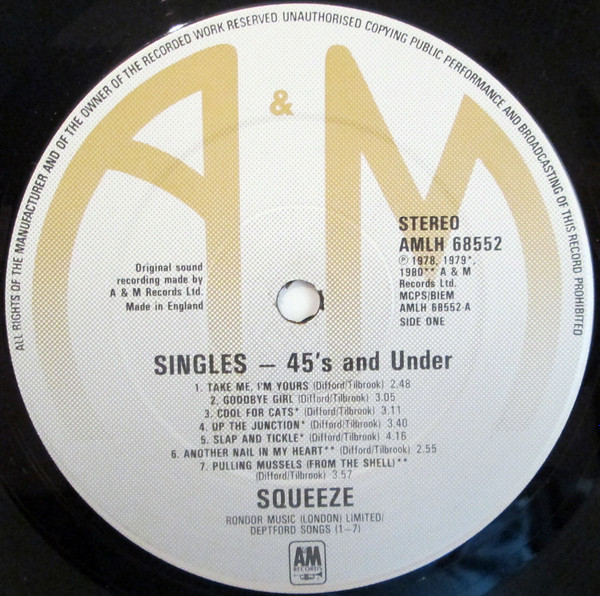 ALL RIGHTS OF THE MANUFACTURER AND OF THE OWNER OF THE RECORDED WORK RESERVED. UNAUTHORISED COPYING PUBLIC PERFORMANCE AND BROADCASTING OF THIS RECORD PROHIBITED
A & M
STEREO
AMLH 68552
Ⓟ 1978, 1979*,
1980** A & M
Records Ltd.
MCPS/BIEM
AMLH 68552-A
SIDE ONE
Original sound
recording made by
A & M Records Ltd.
Made in England
SINGLES – 45's and Under
1. TAKE ME, I'M YOURS (Difford/Tilbrook) 2.48
2. GOODBYE GIRL (Difford/Tilbrook) 3.05
3. COOL FOR CATS* (Difford/Tilbrook) 3.11
4. UP THE JUNCTION* (Difford/Tilbrook) 3.40
5. SLAP AND TICKLE* (Difford/Tilbrook) 4.16
6. ANOTHER NAIL IN MY HEART** (Difford/Tilbrook) 2.55
7. PULLING MUSSELS (FROM THE SHELL)**
(Difford/Tilbrook) 3.57
SQUEEZE
RONDOR MUSIC (LONDON) LIMITED/
DEPTFORD SONGS (1–7)
AM
RECORDS